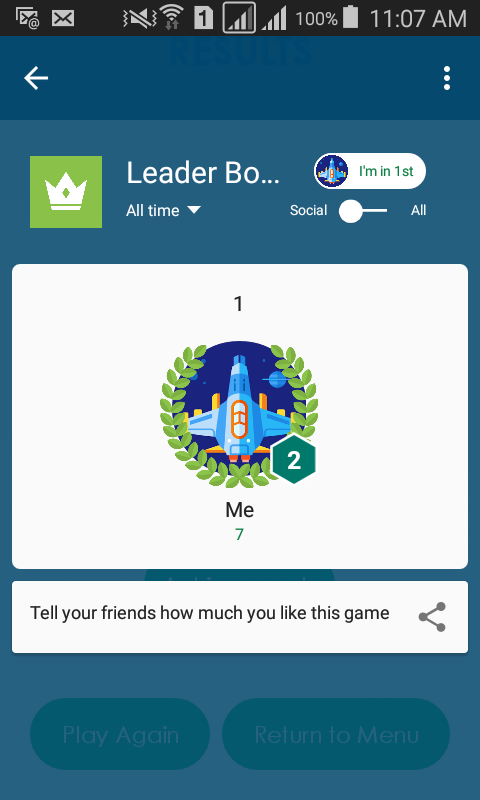 1 100% 11:07 AM
RESULTS
Leader Bo...
I'm in 1st
All time
Social All
1
2
Me
7
Tell your friends how much you like this game
Play Again Return to Menu